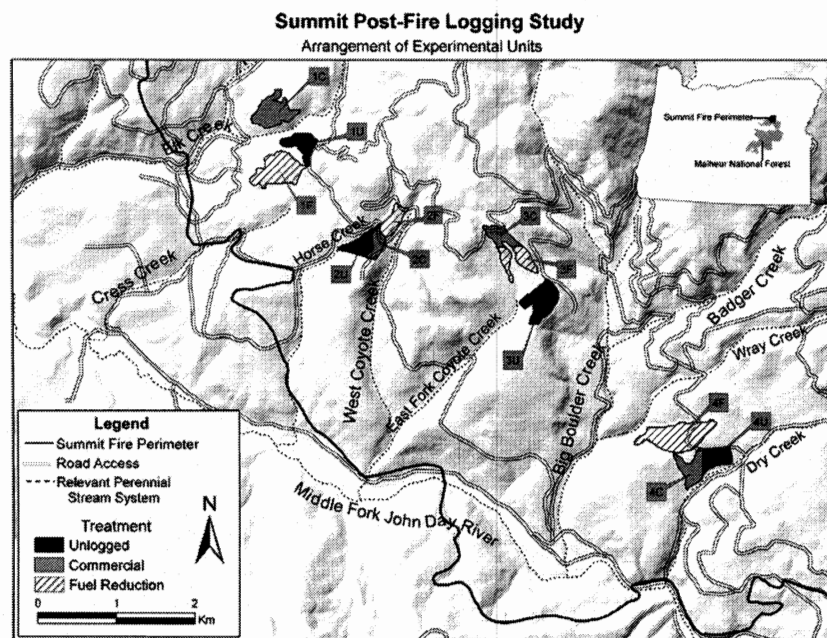 Summit Post-Fire Logging Study
Arrangement of Experimental Units
1C
Summit Fire Perimeter
Malheur National Forest
Elk Creek
1U
1F
2F
3C
Horse Creek
Cress Creek
2C
2U
3F
Badger Creek
Wray Creek
West Coyote Creek
East Fork Coyote Creek
3U
Big Boulder Creek
4F
4U
Dry Creek
4C
Middle Fork John Day River
Legend
Summit Fire Perimeter
Road Access
Relevant Perennial
Stream System
N
Treatment
Unlogged
Commercial
Fuel Reduction
0 1 2
Km